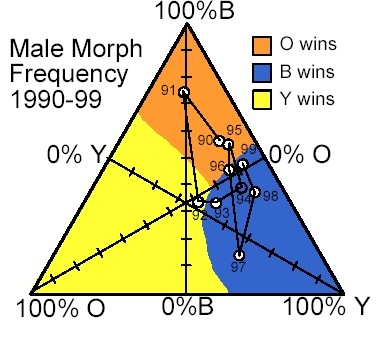 100%B
Male Morph
Frequency
1990-99
O wins
B wins
Y wins
91
90
95
0% Y
96
99
0% O
94
98
92
93
97
100% O
0%B
100% Y